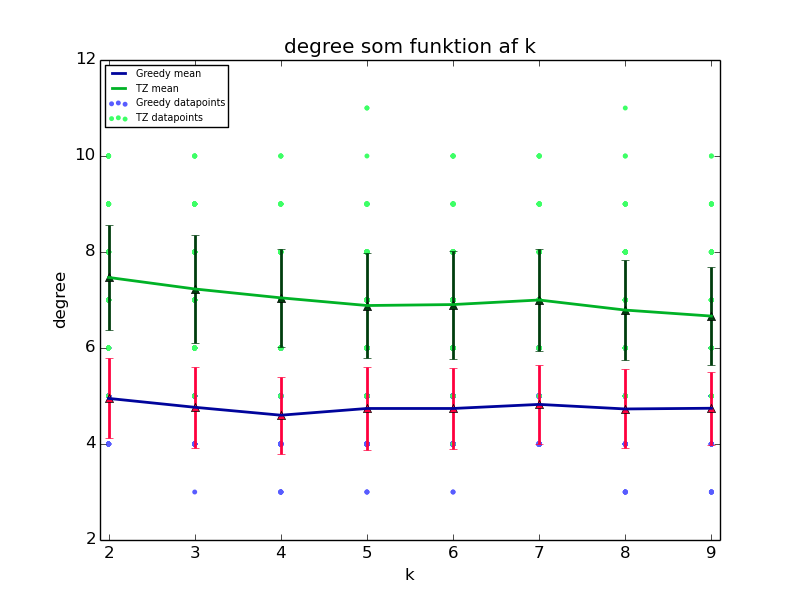 degree som funktion af k
Greedy mean
TZ mean
Greedy datapoints
TZ datapoints
12
10
8
6
4
2
degree
2 3 4 5 6 7 8 9
k